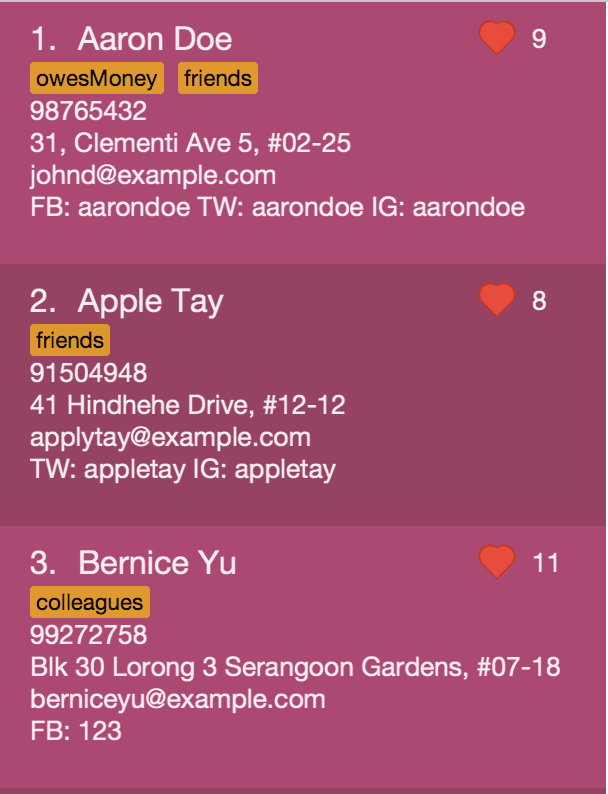 1. Aaron Doe 9
owesMoney friends
98765432
31, Clementi Ave 5, #02-25
johnd@example.com
FB: aarondoe TW: aarondoe IG: aarondoe
2. Apple Tay 8
friends
91504948
41 Hindhehe Drive, #12-12
applytay@example.com
TW: appletay IG: appletay
3. Bernice Yu 11
colleagues
99272758
Blk 30 Lorong 3 Serangoon Gardens, #07-18
berniceyu@example.com
FB: 123